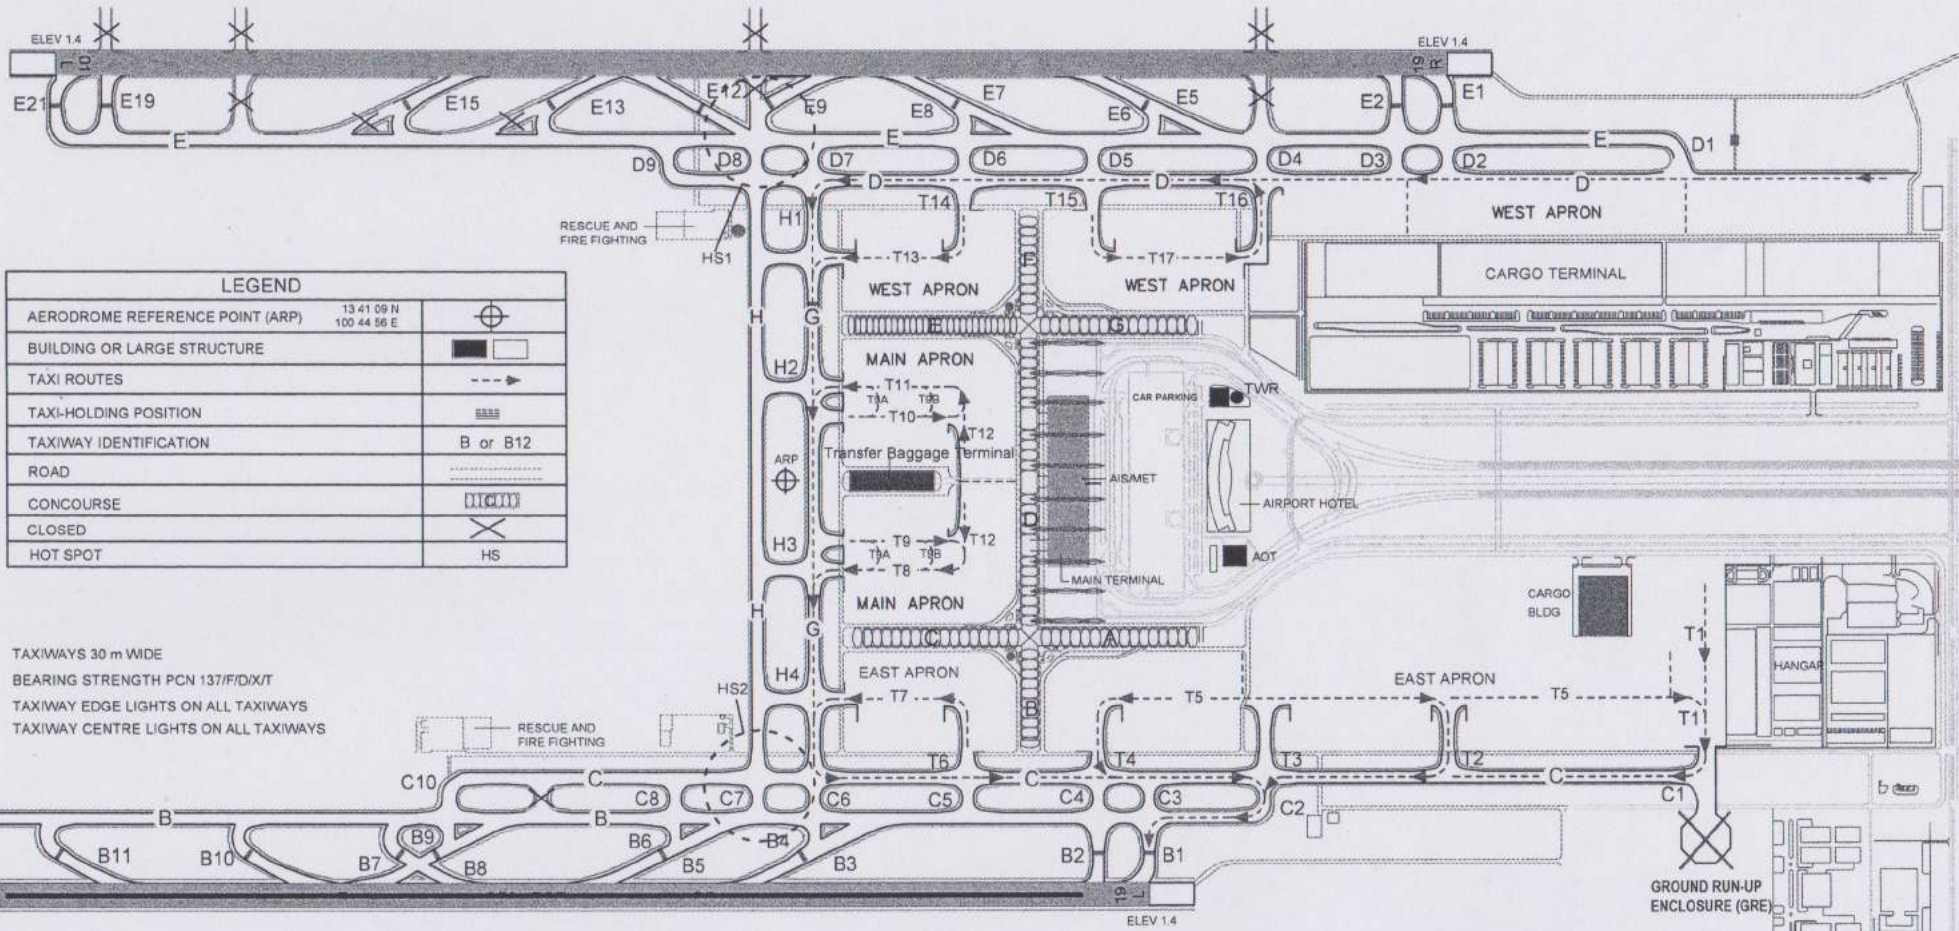 ELEV 1.4
ELEV 1.4
01
L
19
R
E21
E19
E15
E13
E12
E9
E8
E7
E6
E5
E2
E1
E
E
E
D1
D9
D8
D7
D6
D5
D4
D3
D2
D
D
D
H1
T14
T15
T16
WEST APRON
RESCUE AND
FIRE FIGHTING
HS1
T13
T17
F
WEST APRON
WEST APRON
CARGO TERMINAL
LEGEND
AERODROME REFERENCE POINT (ARP)
13 41 09 N
100 44 56 E
BUILDING OR LARGE STRUCTURE
TAXI ROUTES
TAXI-HOLDING POSITION
TAXIWAY IDENTIFICATION
B or B12
ROAD
CONCOURSE
C
CLOSED
HOT SPOT
HS
H
G
E
G
H2
MAIN APRON
T11
T9A
T9B
T10
T12
CAR PARKING
TWR
Transfer Baggage Terminal
ARP
AIS/MET
AIRPORT HOTEL
D
H3
T9
T12
T9A
T9B
T8
AOT
MAIN TERMINAL
MAIN APRON
CARGO
BLDG
H
G
C
A
T1
HANGAR
TAXIWAYS 30 m WIDE
BEARING STRENGTH PCN 137/F/D/X/T
TAXIWAY EDGE LIGHTS ON ALL TAXIWAYS
TAXIWAY CENTRE LIGHTS ON ALL TAXIWAYS
H4
EAST APRON
EAST APRON
HS2
T7
B
T5
T5
T1
RESCUE AND
FIRE FIGHTING
T6
T4
T3
T2
C10
C
C
C
C8
C7
C6
C5
C4
C3
C2
C1
B
B
B11
B10
B7
B9
B8
B6
B5
B4
B3
B2
B1
19
L
ELEV 1.4
GROUND RUN-UP
ENCLOSURE (GRE)